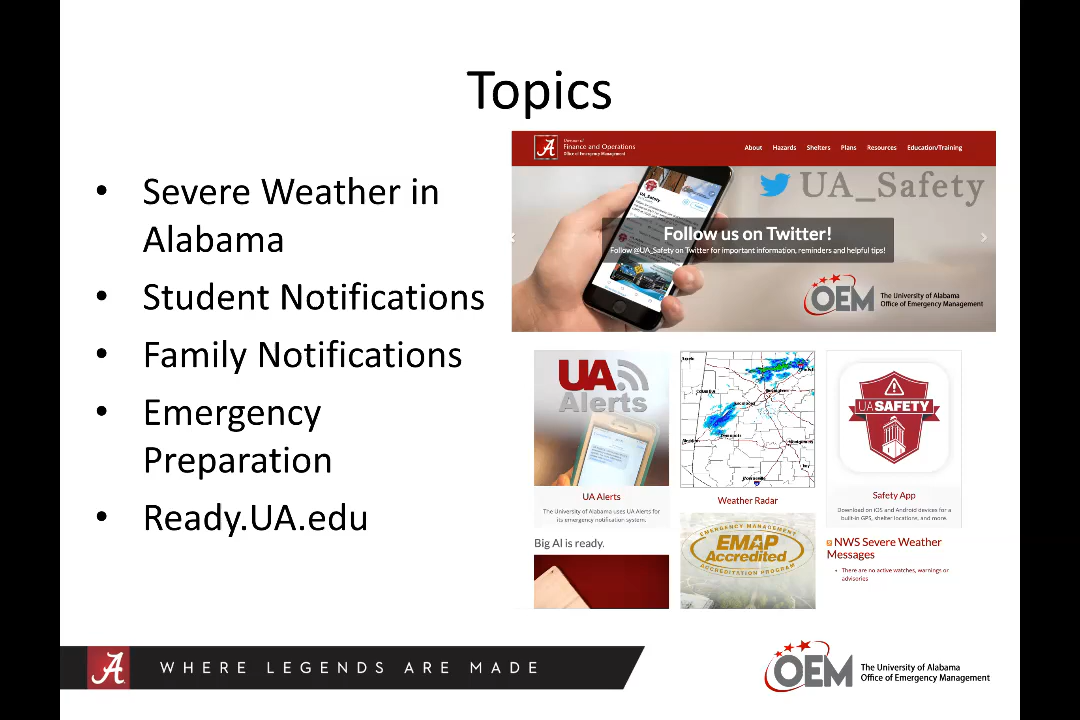 Topics
• Severe Weather in
Alabama
• Student Notifications
• Family Notifications
• Emergency
Preparation
• Ready.UA.edu
Division of
Finance and Operations
Office of Emergency Management
About Hazards Shelters Plans Resources Education/Training
UA_Safety
UA_Safety
Follow us on Twitter!
Follow @UA_Safety on Twitter for important information, reminders and helpful tips!
OEM The University of Alabama
Office of Emergency Management
UA
Alerts
UA Alerts
The University of Alabama uses UA Alerts for
its emergency notification system.
Weather Radar
UA SAFETY
Safety App
Download on iOS and Android devices for a
built-in GPS, shelter locations, and more.
Big Al is ready.
EMERGENCY MANAGEMENT
EMAP
Accredited
ACCREDITATION PROGRAM
NWS Severe Weather
Messages
• There are no active watches, warnings or
advisories
A WHERE LEGENDS ARE MADE
OEM The University of Alabama
Office of Emergency Management